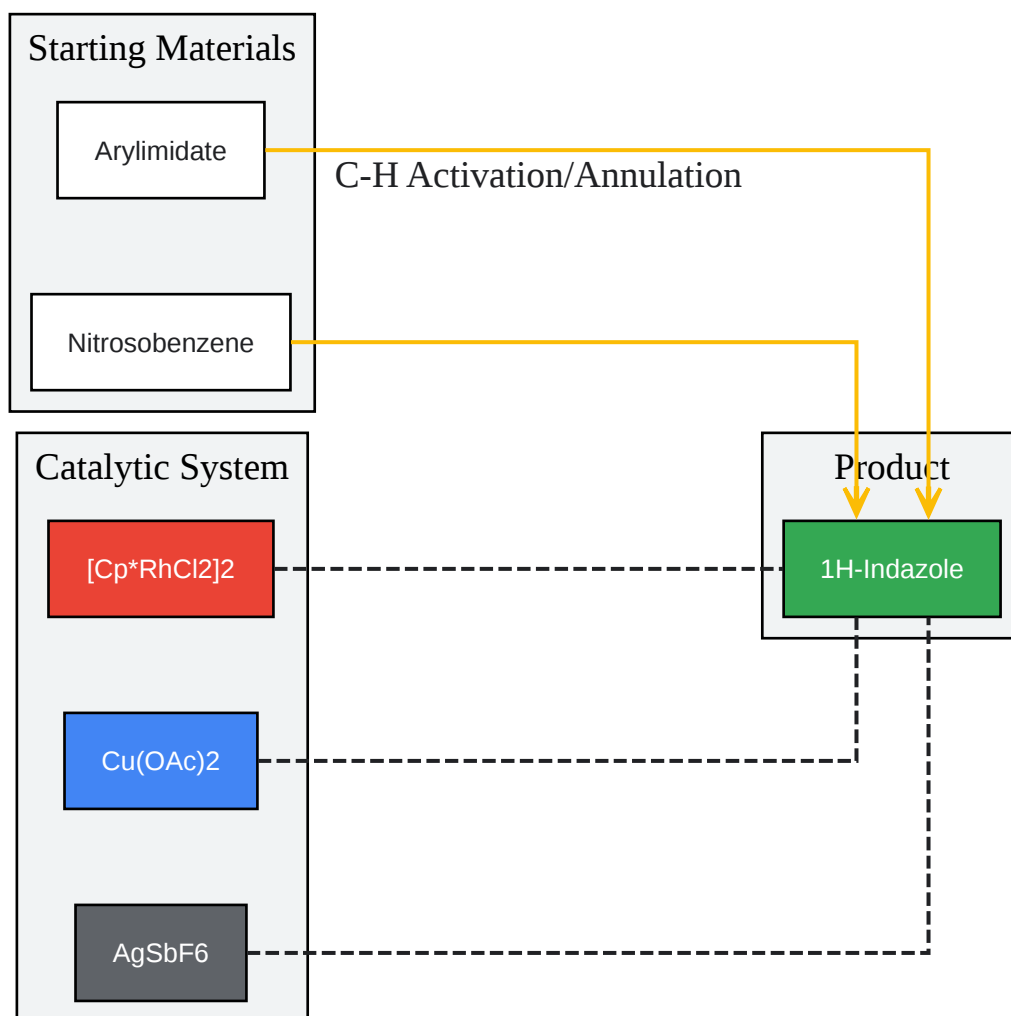 Starting Materials
Arylimidate
C-H Activation/Annulation
Nitrosobenzene
Catalytic System
Product
[Cp*RhCl2]2
1H-Indazole
Cu(OAc)2
AgSbF6